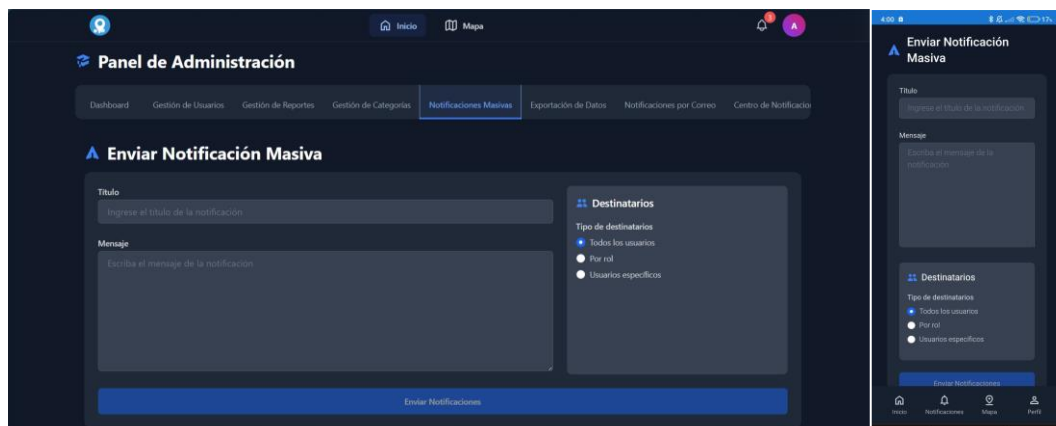 Inicio
Mapa
3
A
Panel de Administración
Dashboard
Gestión de Usuarios
Gestión de Reportes
Gestión de Categorías
Notificaciones Masivas
Exportación de Datos
Notificaciones por Correo
Centro de Notificacio
Enviar Notificación Masiva
Título
Ingrese el título de la notificación
Mensaje
Escriba el mensaje de la notificación
Destinatarios
Tipo de destinatarios
Todos los usuarios
Por rol
Usuarios específicos
Enviar Notificaciones
4:00
Enviar Notificación
Masiva
Título
Ingrese el título de la notificación
Mensaje
Escriba el mensaje de la
notificación
Destinatarios
Tipo de destinatarios
Todos los usuarios
Por rol
Usuarios específicos
Enviar Notificaciones
Inicio
Notificaciones
Mapa
Perfil